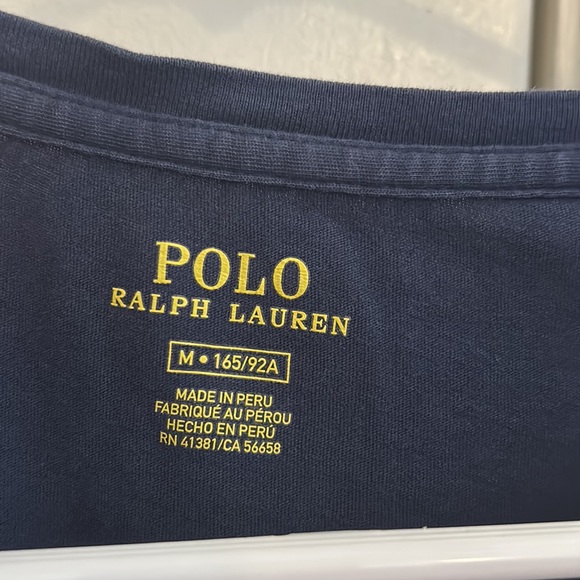 POLO
RALPH LAUREN
M • 165/92A
MADE IN PERU
FABRIQUÉ AU PÉROU
HECHO EN PERÚ
RN 41381/CA 56658